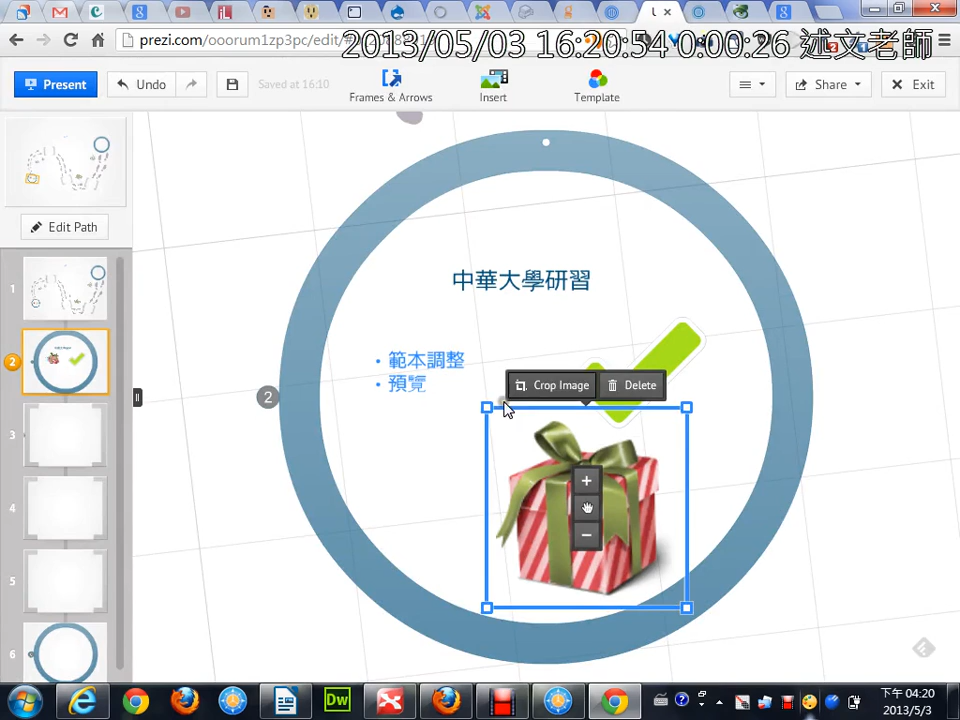 2013/05/03 16:20:54 0:00:26 述文老師
prezi.com/ooorum1zp3pc/edit/#
Present
Undo
Saved at 16:10
Frames & Arrows
Insert
Template
Share
Exit
Edit Path
1
2
3
4
5
6
中華大學研習
• 範本調整
• 預覽
2
Crop Image
Delete
Dw
下午 04:20
2013/5/3